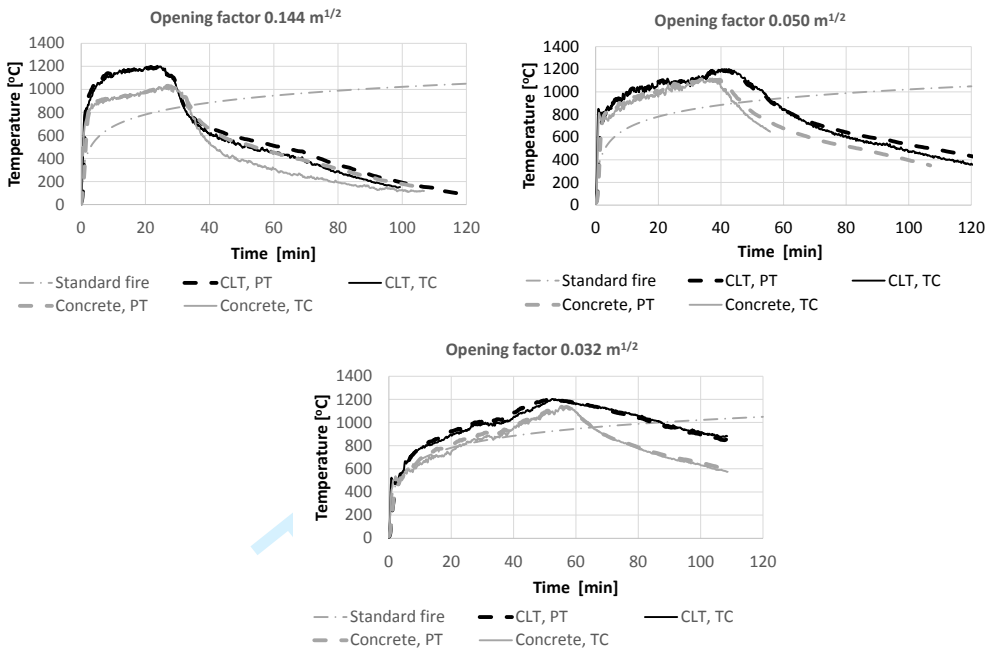 Opening factor 0.144 m1/2
Temperature [oC]
1400
1200
1000
800
600
400
200
0
0 20 40 60 80 100 120
Time [min]
Standard fire CLT, PT CLT, TC
Concrete, PT Concrete, TC
Opening factor 0.050 m1/2
Temperature [oC]
1400
1200
1000
800
600
400
200
0
0 20 40 60 80 100 120
Time [min]
Standard fire CLT, PT CLT, TC
Concrete, PT Concrete, TC
Opening factor 0.032 m1/2
Temperature [oC]
1400
1200
1000
800
600
400
200
0
0 20 40 60 80 100 120
Time [min]
Standard fire CLT, PT CLT, TC
Concrete, PT Concrete, TC